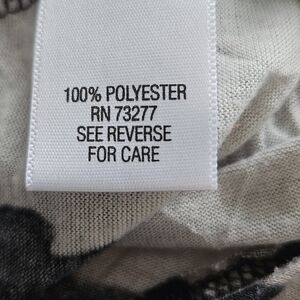 100% POLYESTER
RN 73277
SEE REVERSE
FOR CARE